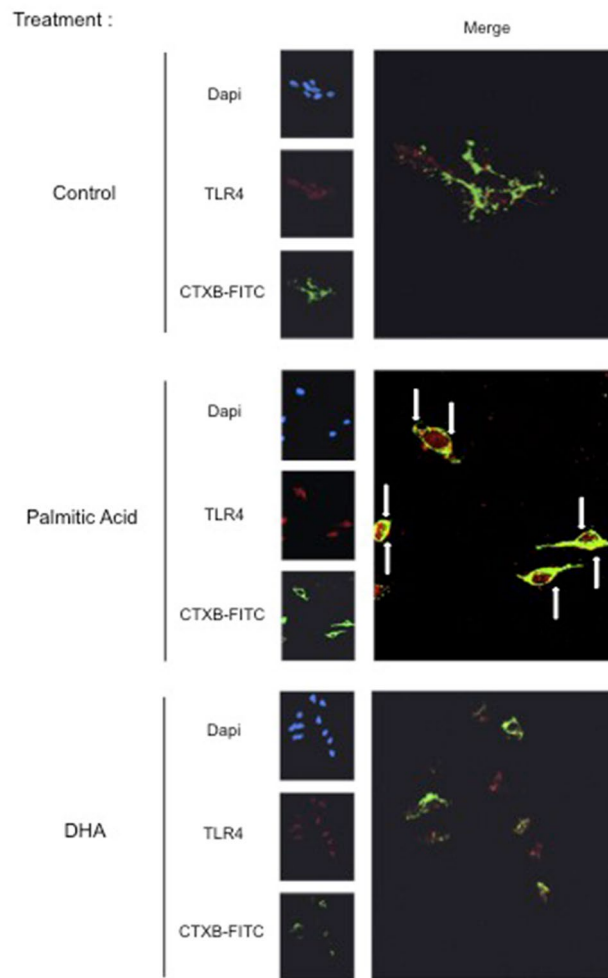 Treatment :
Merge
Control
Dapi
TLR4
CTXB-FITC
Palmitic Acid
Dapi
TLR4
CTXB-FITC
DHA
Dapi
TLR4
CTXB-FITC